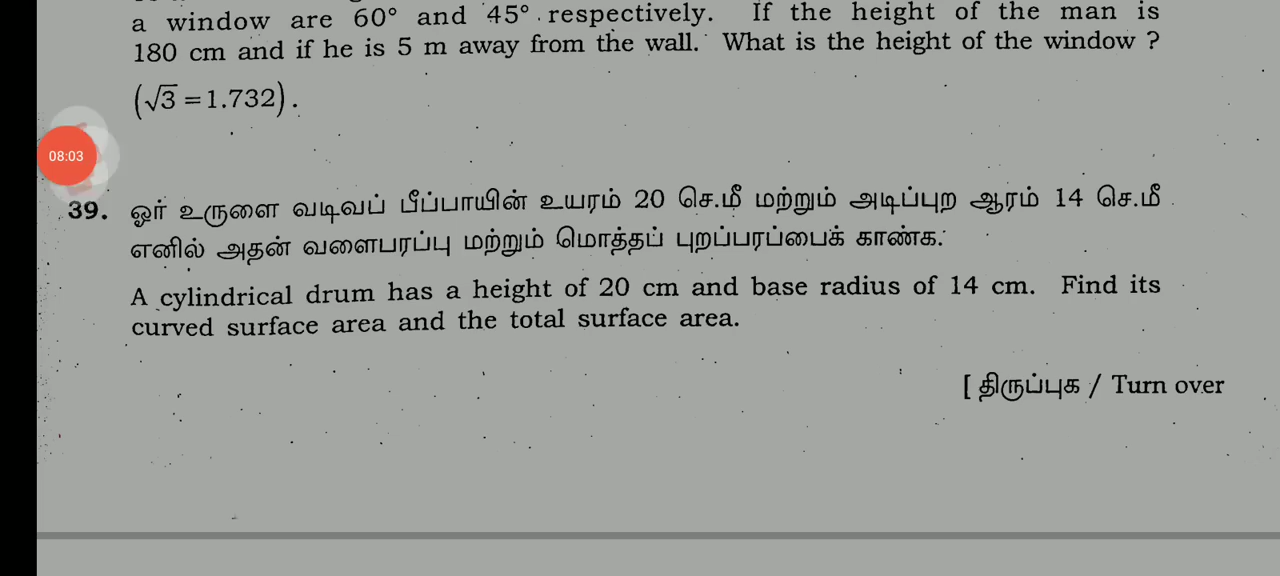 a window are 60° and 45° respectively. If the height of the man is
180 cm and if he is 5 m away from the wall. What is the height of the window ?
(√3 = 1.732).
08:03
39. ஓர் உருளை வடிவப் பீப்பாயின் உயரம் 20 செ.மீ மற்றும் அடிப்புற ஆரம் 14 செ.மீ
எனில் அதன் வளைபரப்பு மற்றும் மொத்தப் புறப்பரப்பைக் காண்க.
A cylindrical drum has a height of 20 cm and base radius of 14 cm. Find its
curved surface area and the total surface area.
[ திருப்புக / Turn over